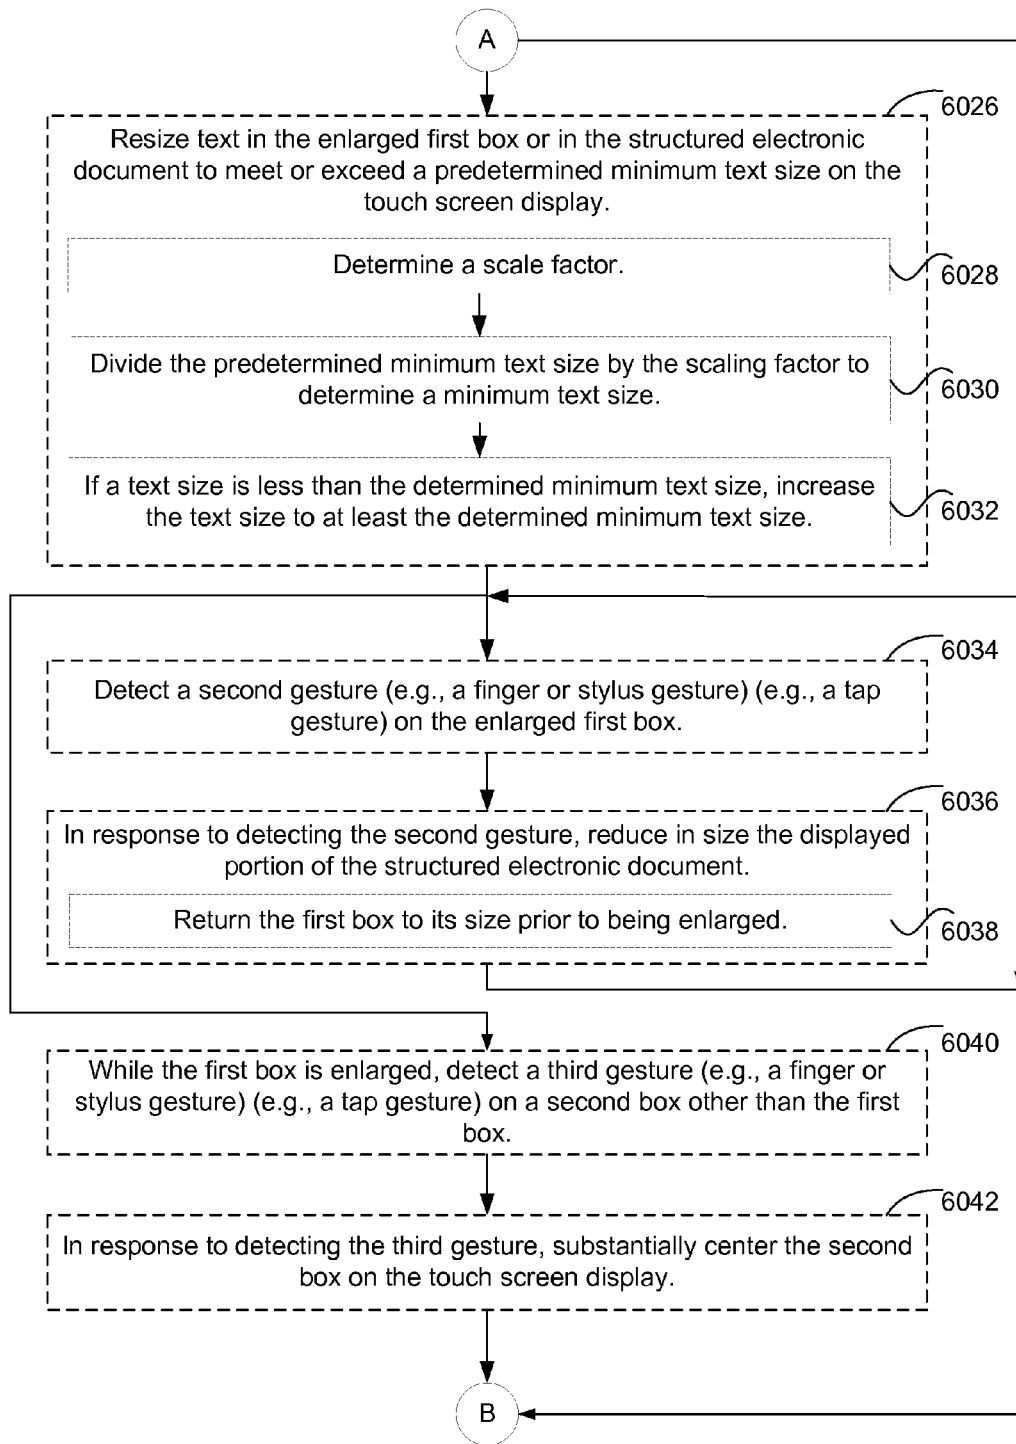 A
6026
Resize text in the enlarged first box or in the structured electronic
document to meet or exceed a predetermined minimum text size on the
touch screen display.
Determine a scale factor.
6028
Divide the predetermined minimum text size by the scaling factor to
determine a minimum text size.
6030
If a text size is less than the determined minimum text size, increase
the text size to at least the determined minimum text size.
6032
6034
Detect a second gesture (e.g., a finger or stylus gesture) (e.g., a tap
gesture) on the enlarged first box.
6036
In response to detecting the second gesture, reduce in size the displayed
portion of the structured electronic document.
Return the first box to its size prior to being enlarged.
6038
6040
While the first box is enlarged, detect a third gesture (e.g., a finger or
stylus gesture) (e.g., a tap gesture) on a second box other than the first
box.
6042
In response to detecting the third gesture, substantially center the second
box on the touch screen display.
B